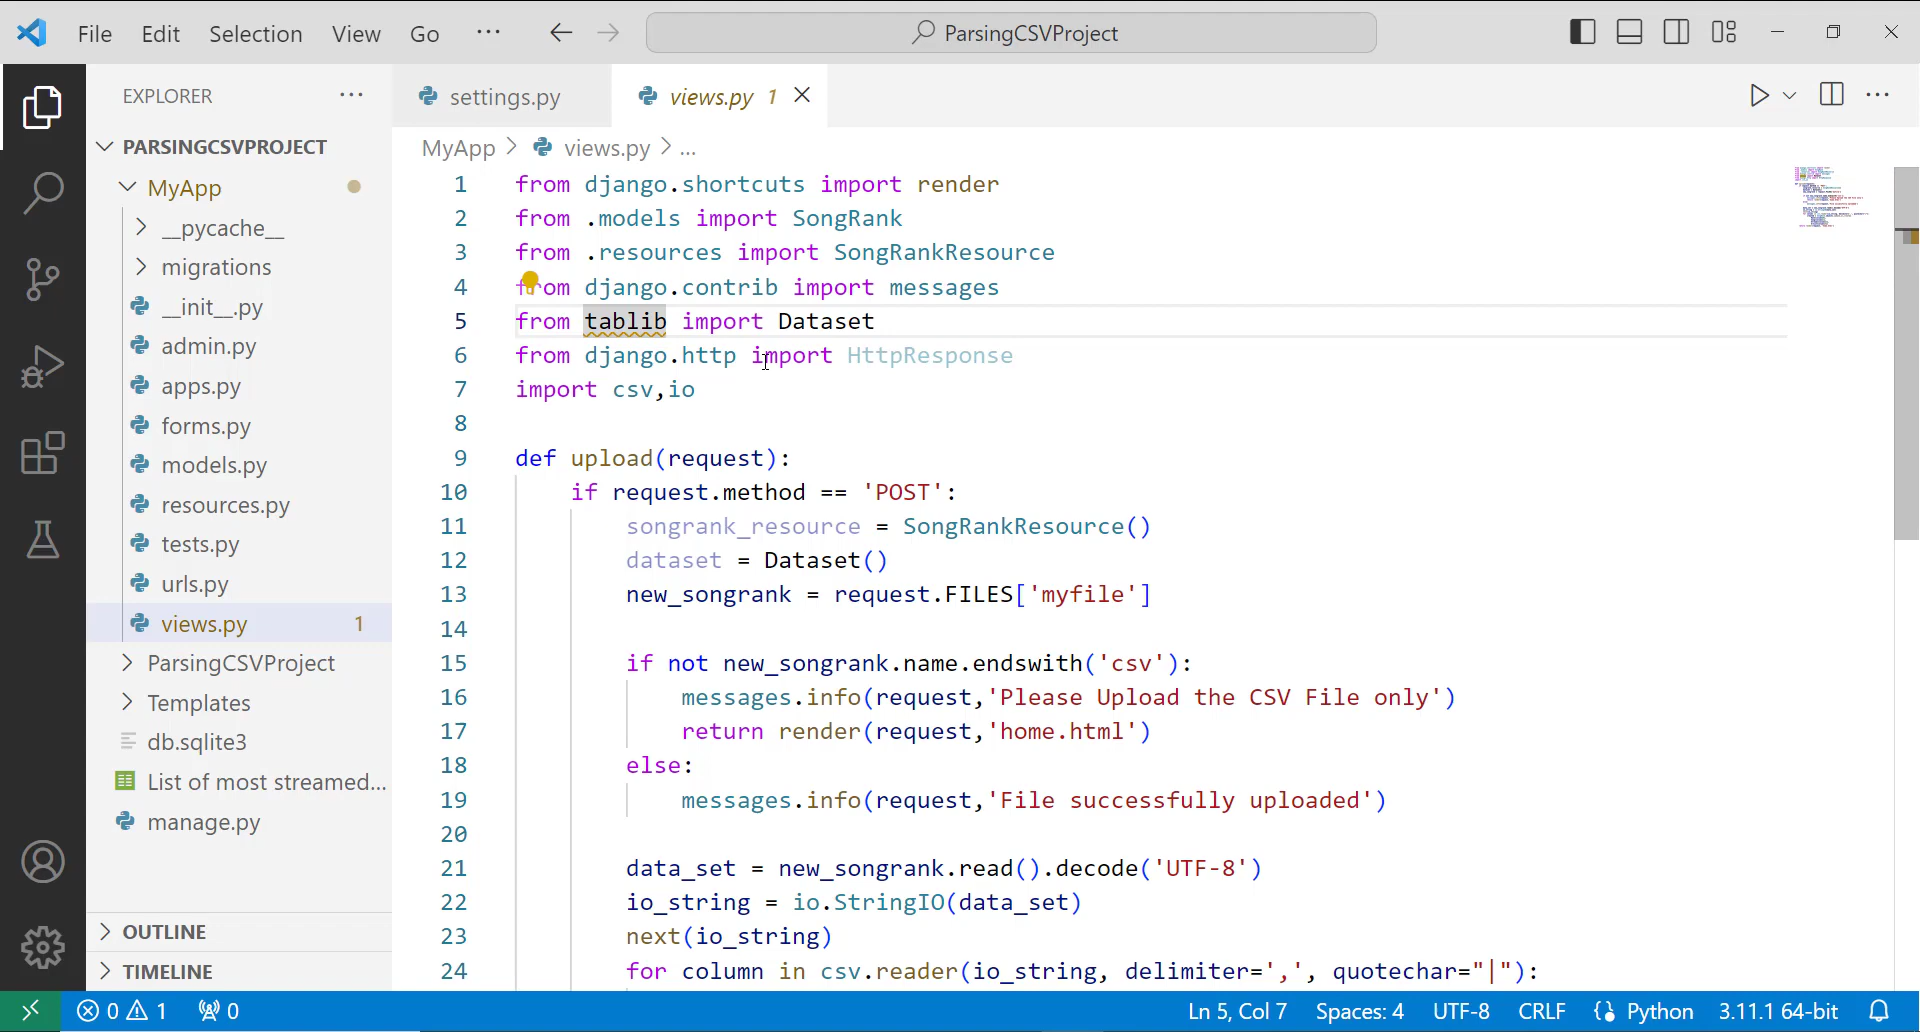 File Edit Selection View Go ··· ParsingCSVProject
EXPLORER ···
settings.py
views.py 1
PARSINGCSVPROJECT
MyApp > views.py > ...
MyApp
__pycache__
migrations
__init__.py
admin.py
apps.py
forms.py
models.py
resources.py
tests.py
urls.py
views.py 1
ParsingCSVProject
Templates
db.sqlite3
List of most streamed...
manage.py
OUTLINE
TIMELINE
1 from django.shortcuts import render
2 from .models import SongRank
3 from .resources import SongRankResource
4 from django.contrib import messages
5 from tablib import Dataset
6 from django.http import HttpResponse
7 import csv,io
8
9 def upload(request):
10 if request.method == 'POST':
11 songrank_resource = SongRankResource()
12 dataset = Dataset()
13 new_songrank = request.FILES['myfile']
14
15 if not new_songrank.name.endswith('csv'):
16 messages.info(request,'Please Upload the CSV File only')
17 return render(request,'home.html')
18 else:
19 messages.info(request,'File successfully uploaded')
20
21 data_set = new_songrank.read().decode('UTF-8')
22 io_string = io.StringIO(data_set)
23 next(io_string)
24 for column in csv.reader(io_string, delimiter=',', quotechar="|"):
0 1 0 Ln 5, Col 7 Spaces: 4 UTF-8 CRLF Python 3.11.1 64-bit